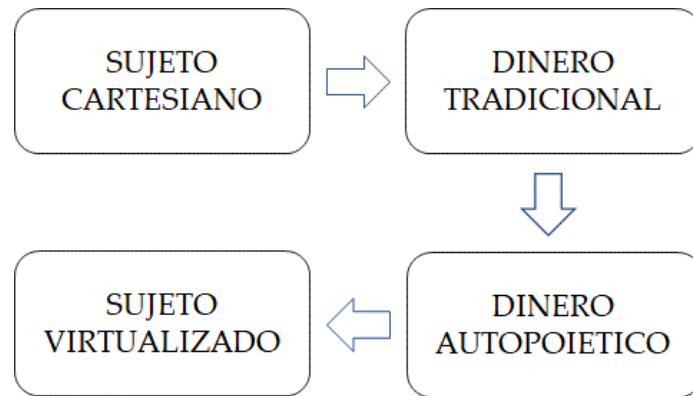 SUJETO
CARTESIANO
DINERO
TRADICIONAL
DINERO
AUTOPOIETICO
SUJETO
VIRTUALIZADO